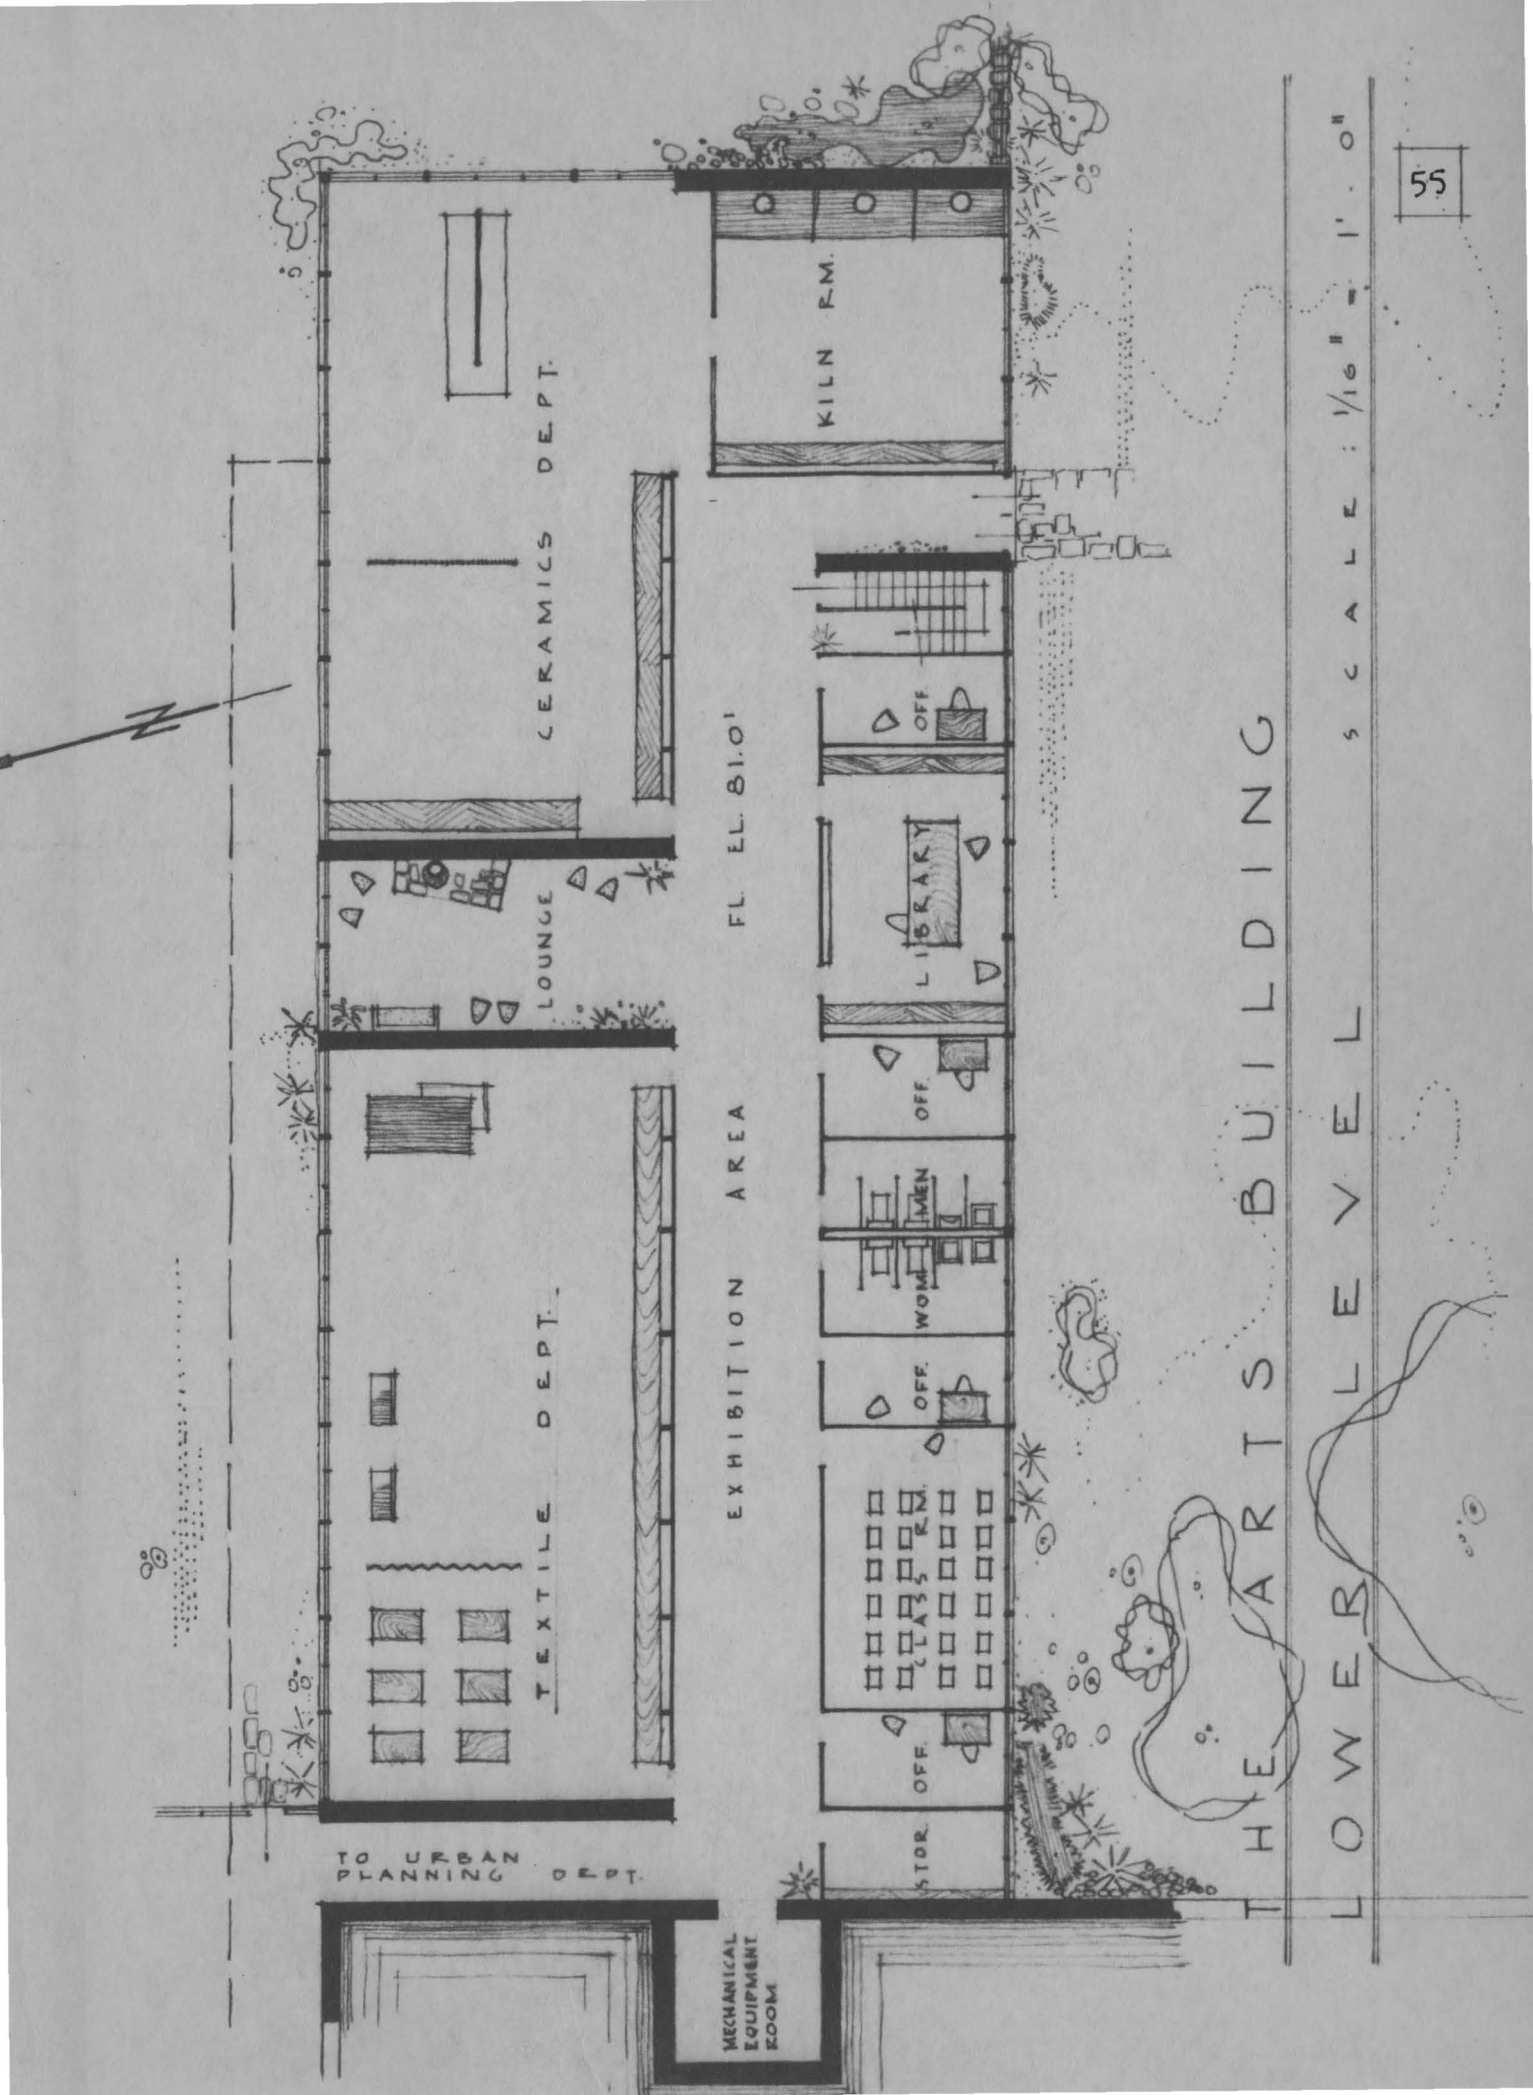 CERAMICS DEPT.
KILN RM.
LOUNGE
FL. EL. 81.0'
OFF.
LIBRARY
OFF.
MEN
WOM
OFF.
CLASS RM.
OFF.
STOR.
EXHIBITION AREA
TEXTILE DEPT.
TO URBAN
PLANNING DEPT.
MECHANICAL
EQUIPMENT
ROOM
N
THE ARTS BUILDING
LOWER LEVEL SCALE : 1/16" = 1'. 0"
55